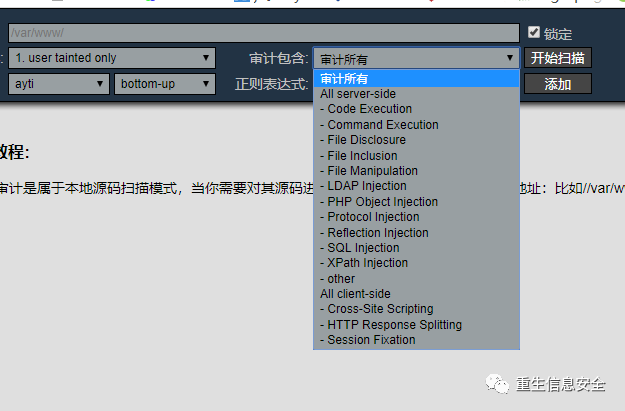 /var/www/ 锁定
1. user tainted only 审计包含: 审计所有 开始扫描
ayti bottom-up 正则表达式: 添加
审计所有
All server-side
- Code Execution
- Command Execution
- File Disclosure
- File Inclusion
- File Manipulation
- LDAP Injection
- PHP Object Injection
- Protocol Injection
- Reflection Injection
- SQL Injection
- XPath Injection
- other
All client-side
- Cross-Site Scripting
- HTTP Response Splitting
- Session Fixation
教程:
审计是属于本地源码扫描模式，当你需要对其源码进 地址：比如//var/w
重生信息安全